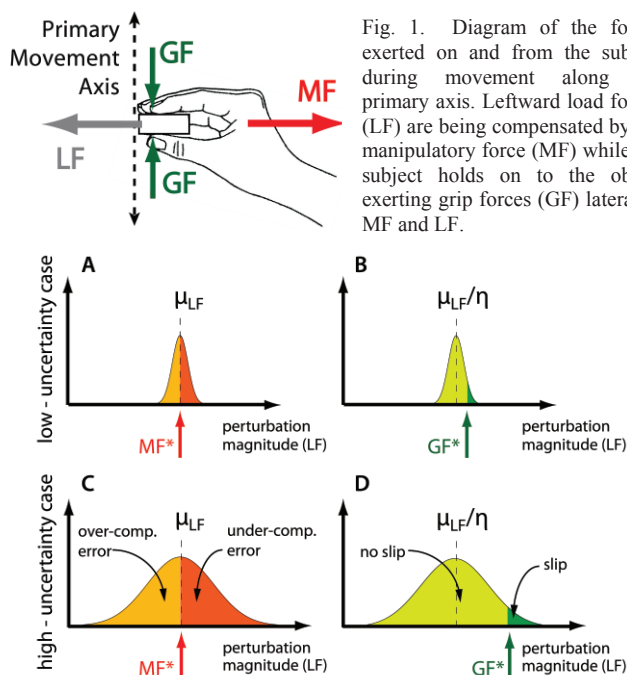 Primary
Movement
Axis
GF
MF
LF
GF
Fig. 1. Diagram of the fo
exerted on and from the sub
during movement along
primary axis. Leftward load fo
(LF) are being compensated by
manipulatory force (MF) while
subject holds on to the ob
exerting grip forces (GF) latera
MF and LF.
low - uncertainty case
A
μLF
MF*
perturbation
magnitude (LF)
B
μLF/η
GF*
perturbation
magnitude (LF)
high - uncertainty case
C
μLF
over-comp.
error
under-comp.
error
MF*
perturbation
magnitude (LF)
D
μLF/η
no slip
slip
GF*
perturbation
magnitude (LF)